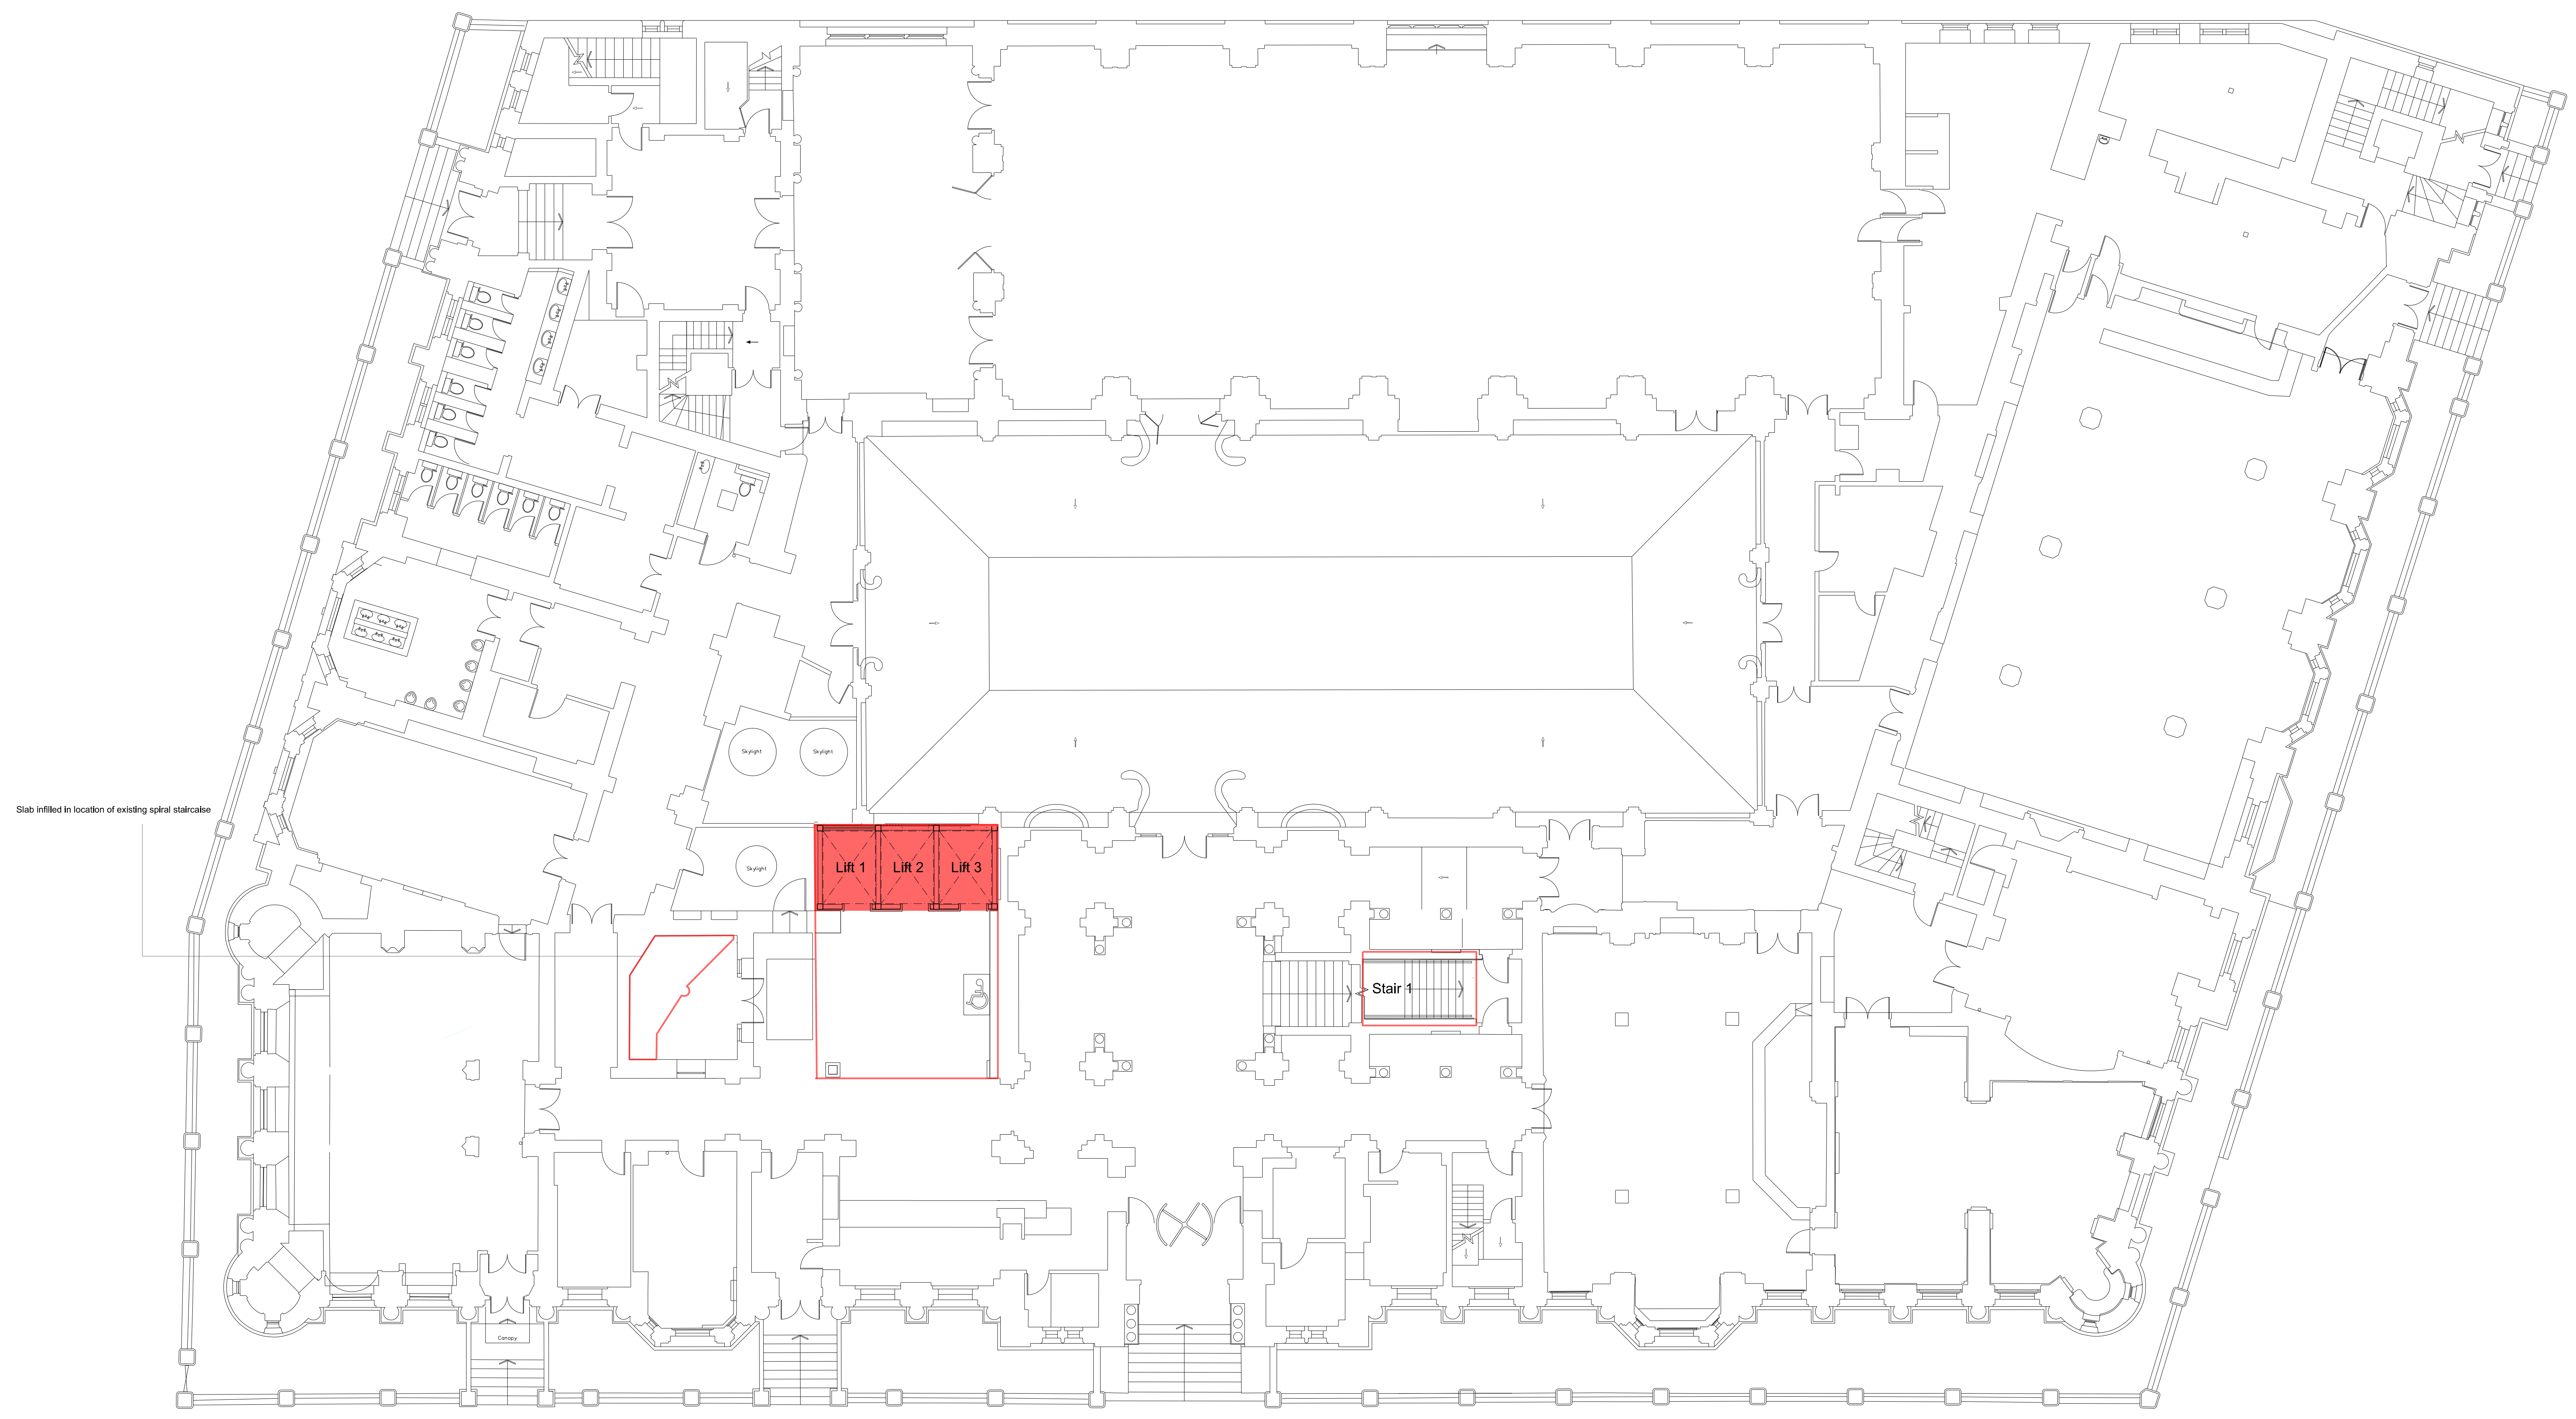 Skylight
Skylight
Slab infilled in location of existing spiral staircaise
Skylight
Lift 1
Lift 2
Lift 3
Stair 1
Canopy